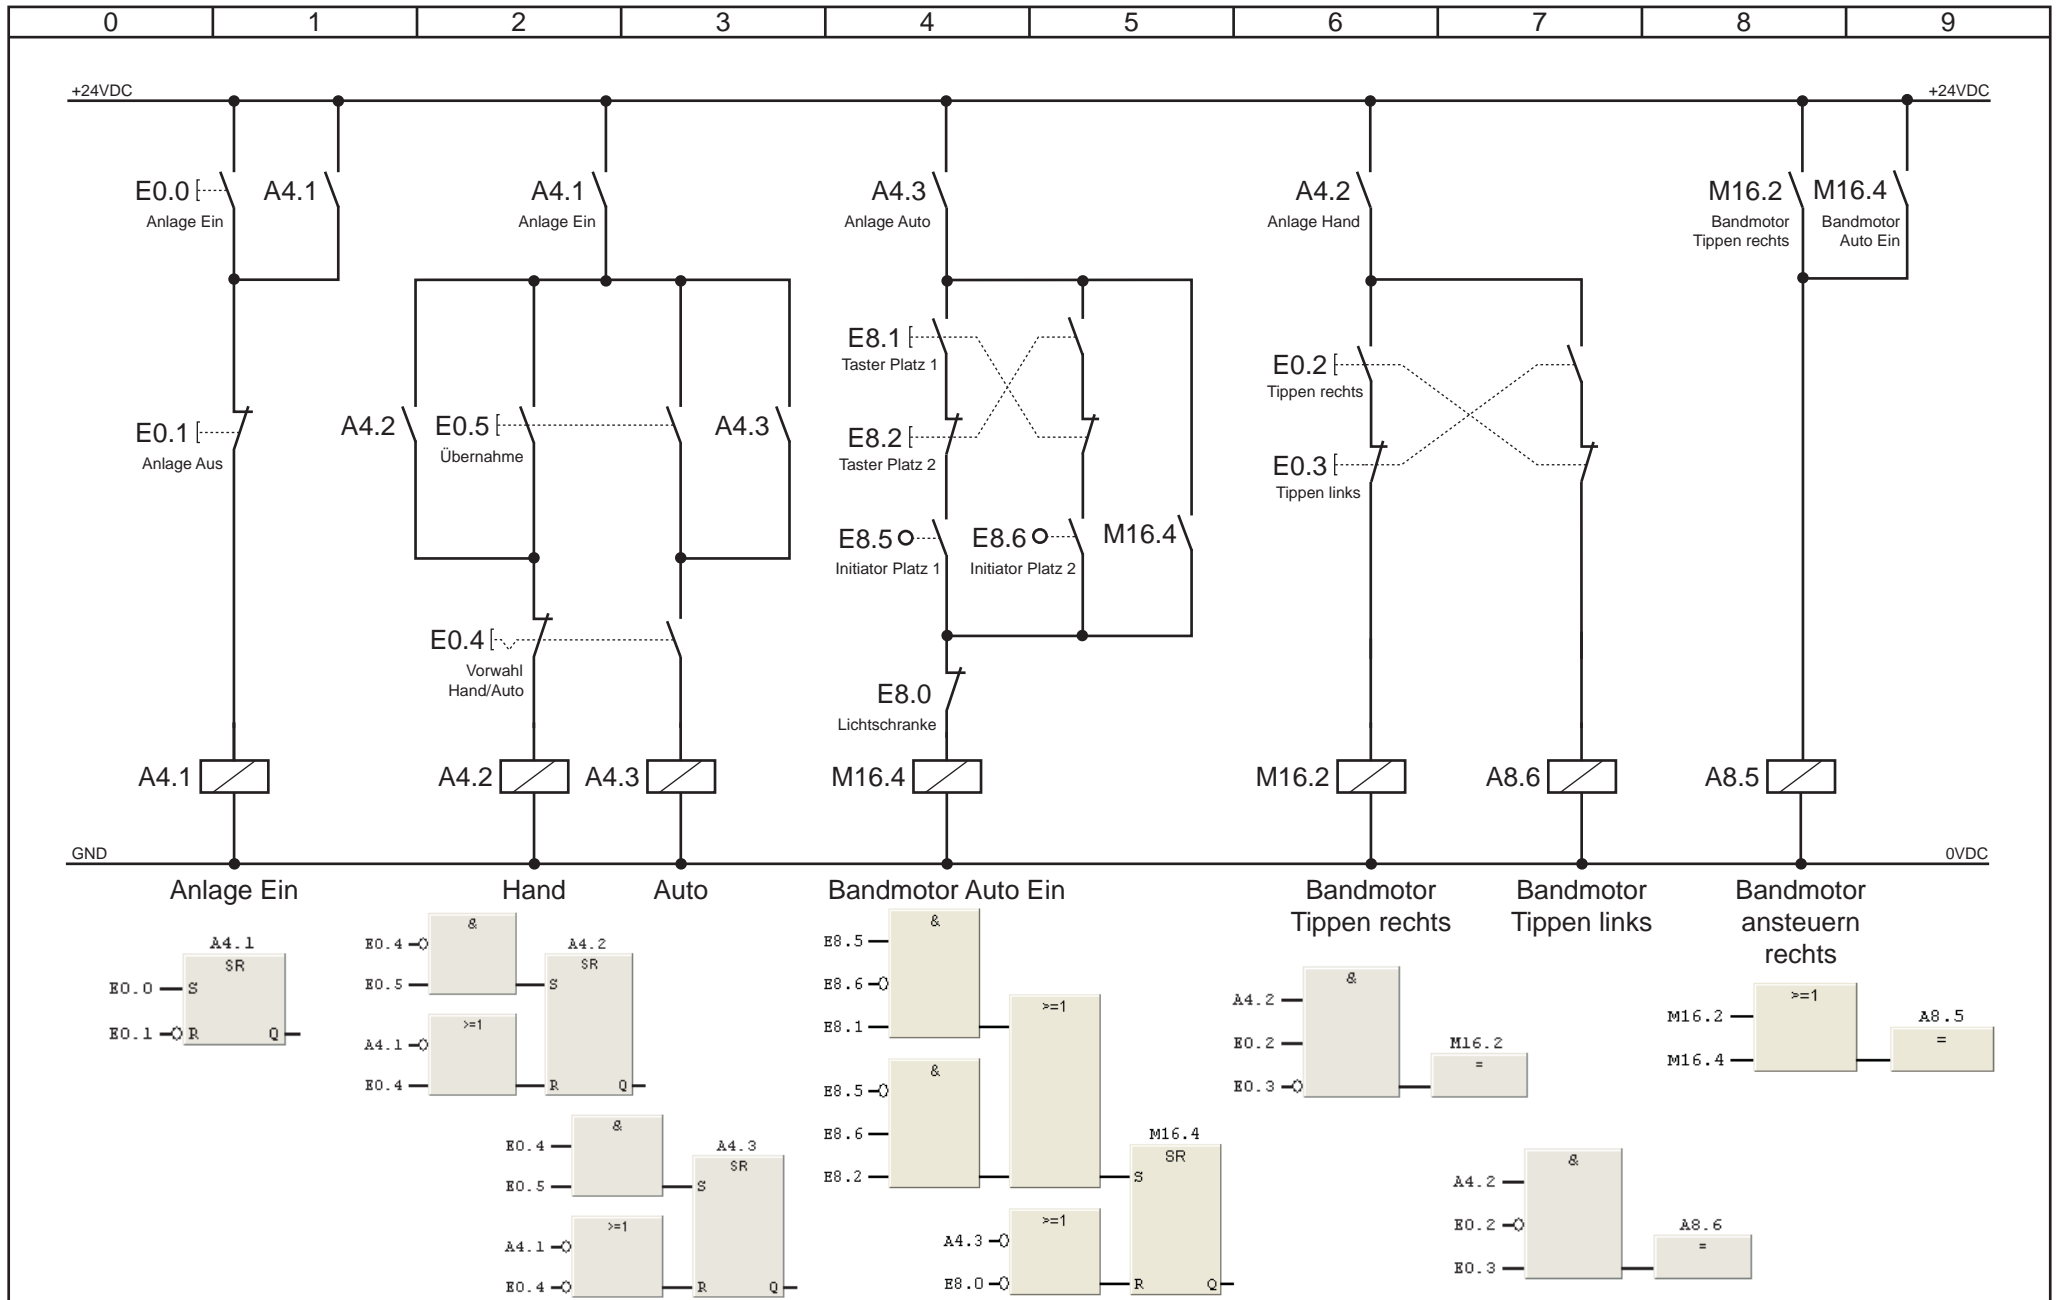 0 1 2 3 4 5 6 7 8 9
+24VDC +24VDC
E0.0 A4.1 A4.1 A4.3 A4.2 M16.2 M16.4
Anlage Ein Anlage Ein Anlage Auto Anlage Hand Bandmotor Bandmotor
Tippen rechts Auto Ein
E8.1
Taster Platz 1
E0.2
Tippen rechts
E0.1 A4.2 E0.5 A4.3 E8.2
Anlage Aus Übernahme Taster Platz 2
E0.3
Tippen links
E8.5 E8.6 M16.4
Initiator Platz 1 Initiator Platz 2
E0.4
Vorwahl
Hand/Auto
E8.0
Lichtschranke
A4.1 A4.2 A4.3 M16.4 M16.2 A8.6 A8.5
GND 0VDC
Anlage Ein Hand Auto Bandmotor Auto Ein Bandmotor Bandmotor Bandmotor
Tippen rechts Tippen links ansteuern
rechts
A4.1
SR
E0.0 S
E0.1 R Q
&
E0.4
E0.5
A4.2
SR
S
>=1
A4.1
E0.4
R Q
&
E0.4
E0.5
A4.3
SR
S
>=1
A4.1
E0.4
R Q
&
E8.5
E8.6
E8.1
>=1
&
E8.5
E8.6
E8.2
M16.4
SR
S
>=1
A4.3
E8.0
R Q
&
A4.2
E0.2
E0.3
M16.2
=
&
A4.2
E0.2
E0.3
A8.6
=
>=1
M16.2
M16.4
A8.5
=